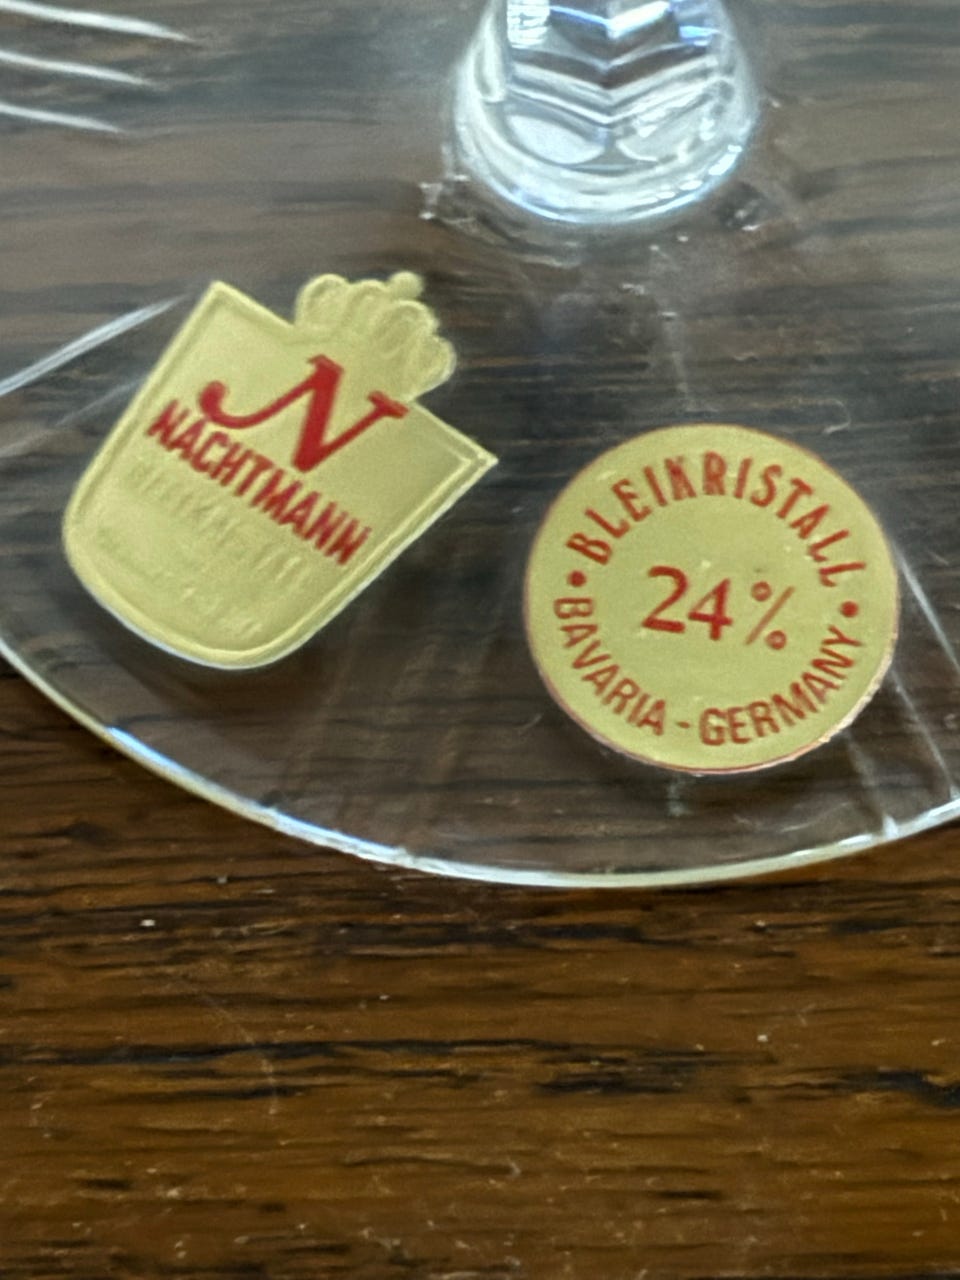 N
NACHTMANN
BLEIKRISTALL
24%
BAVARIA - GERMANY